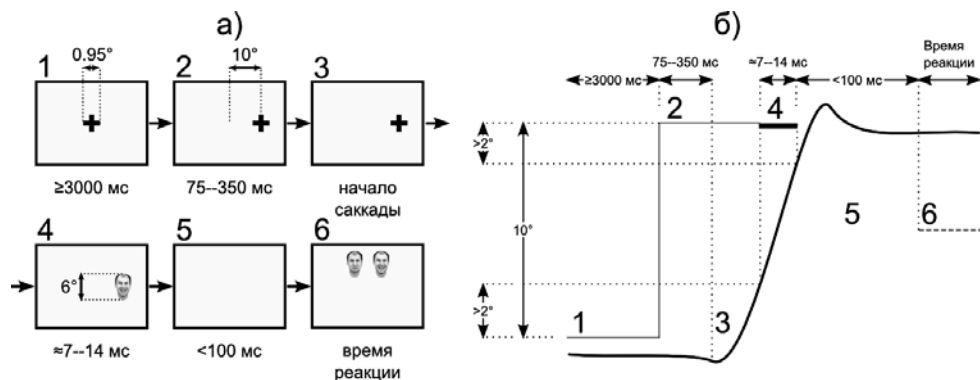 а)
1
0.95°
≥3000 мс
2
10°
75--350 мс
3
начало
саккады
4
6°
≈7--14 мс
5
<100 мс
6
время
реакции
б)
≥3000 мс
75--350 мс
≈7--14 мс
<100 мс
Время
реакции
2
4
>2°
10°
5
6
>2°
1
3